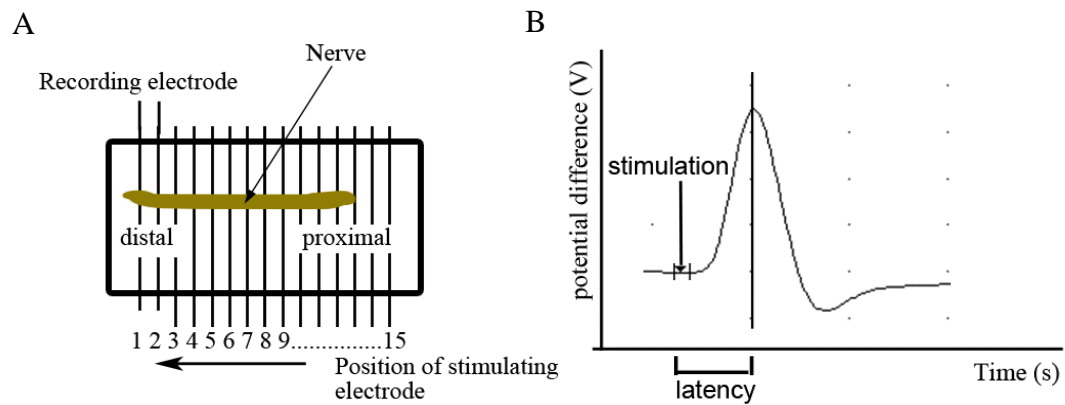 A
Nerve
Recording electrode
distal
proximal
1 2 3 4 5 6 7 8 9...............15
Position of stimulating
electrode
B
potential difference (V)
stimulation
latency
Time (s)